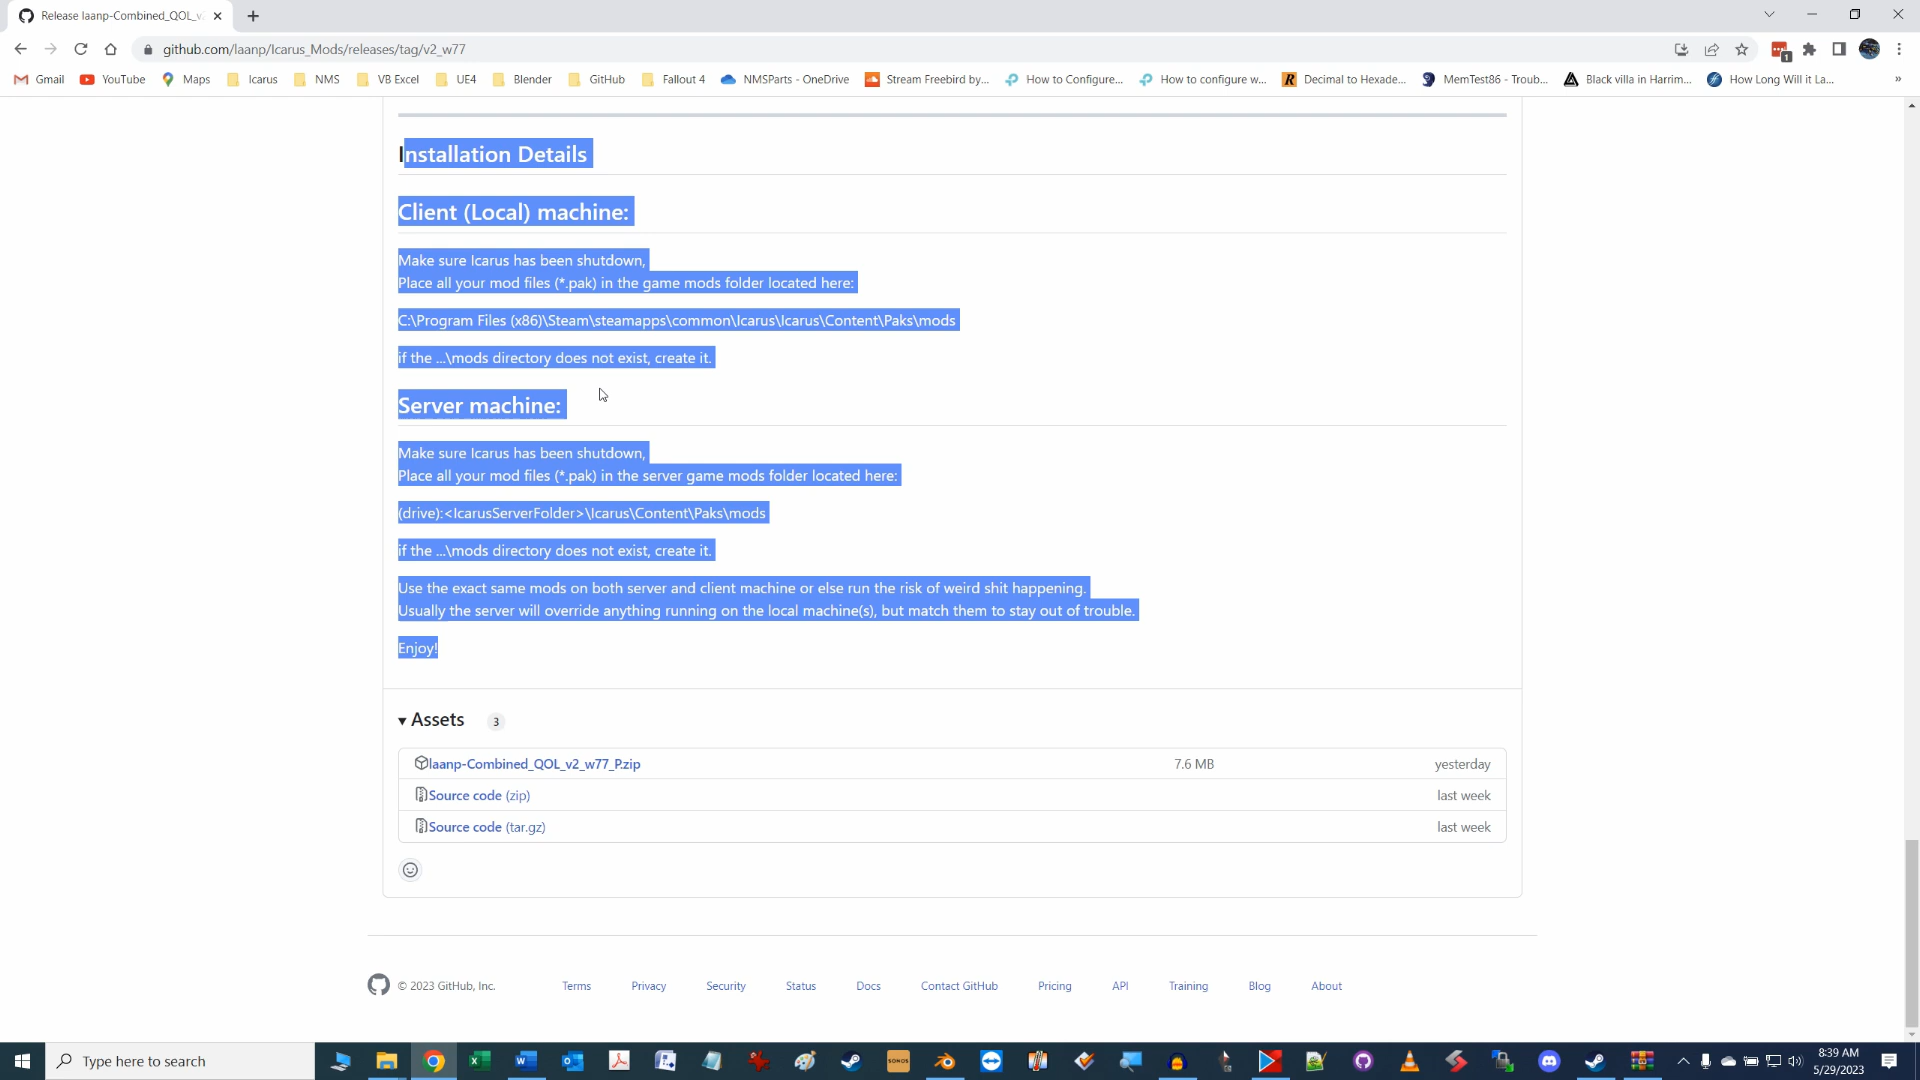 Release laanp-Combined_QOL_v
github.com/laanp/Icarus_Mods/releases/tag/v2_w77
1
Gmail
YouTube
Maps
Icarus
NMS
VB Excel
UE4
Blender
GitHub
Fallout 4
NMSParts - OneDrive
Stream Freebird by...
How to Configure...
How to configure w...
Decimal to Hexade...
MemTest86 - Troub...
Black villa in Harrim...
How Long Will it La...
»
Installation Details
Client (Local) machine:
Make sure Icarus has been shutdown,
Place all your mod files (*.pak) in the game mods folder located here:
C:\Program Files (x86)\Steam\steamapps\common\Icarus\Icarus\Content\Paks\mods
if the ...\mods directory does not exist, create it.
Server machine:
Make sure Icarus has been shutdown,
Place all your mod files (*.pak) in the server game mods folder located here:
(drive):<IcarusServerFolder>\Icarus\Content\Paks\mods
if the ...\mods directory does not exist, create it.
Use the exact same mods on both server and client machine or else run the risk of weird shit happening.
Usually the server will override anything running on the local machine(s), but match them to stay out of trouble.
Enjoy!
Assets 3
laanp-Combined_QOL_v2_w77_P.zip 7.6 MB yesterday
Source code (zip) last week
Source code (tar.gz) last week
© 2023 GitHub, Inc.
Terms
Privacy
Security
Status
Docs
Contact GitHub
Pricing
API
Training
Blog
About
Type here to search
SONOS
8:39 AM
5/29/2023